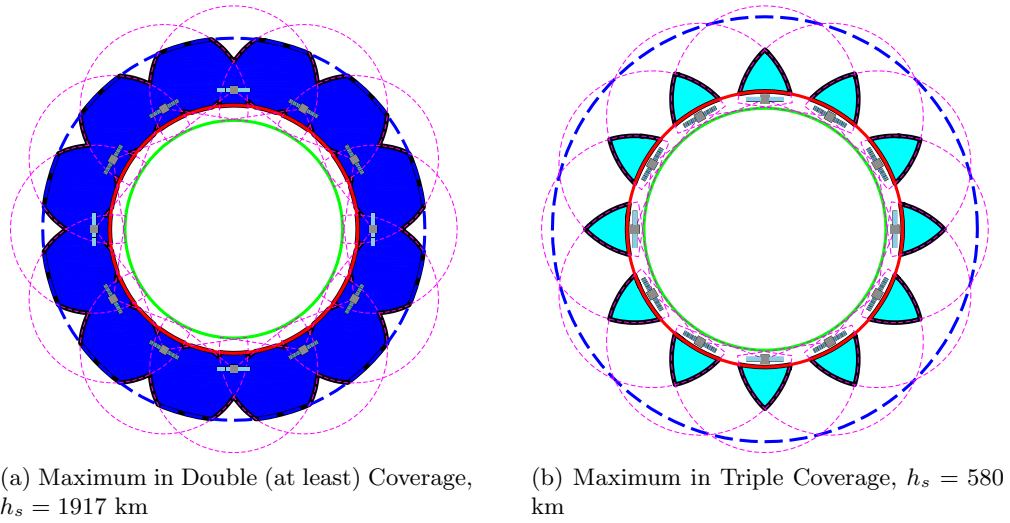 (a) Maximum in Double (at least) Coverage,
h_s = 1917 km
(b) Maximum in Triple Coverage, h_s = 580
km